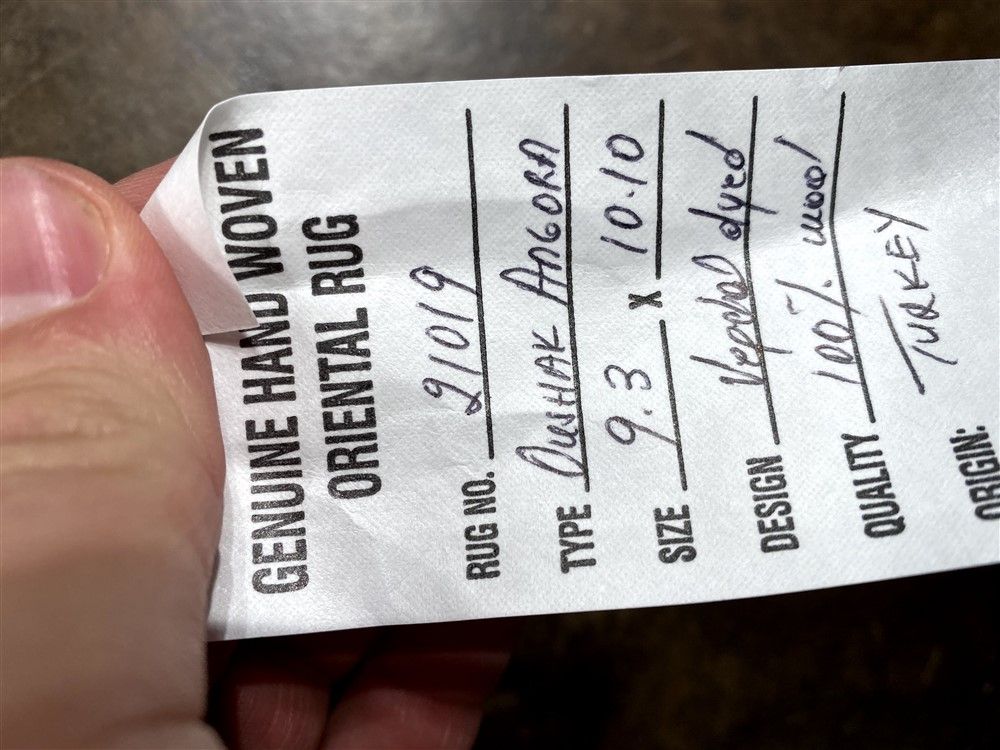 GENUINE HAND WOVEN
ORIENTAL RUG
RUG NO. 21019
TYPE Oushak ANGORA
SIZE 9.3 X 10.10
DESIGN dyed
QUALITY 100% wool
TURKEY
ORIGIN: